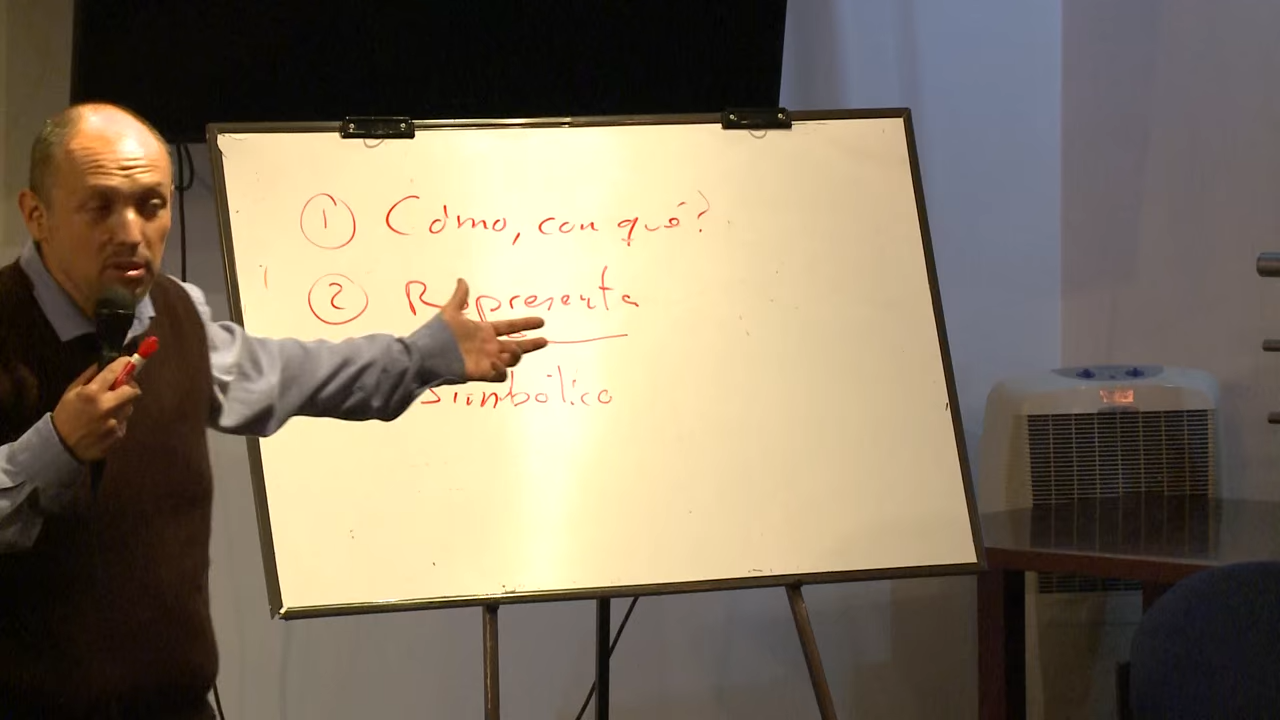 ① Cómo, con qué?
② Representa
Simbólico